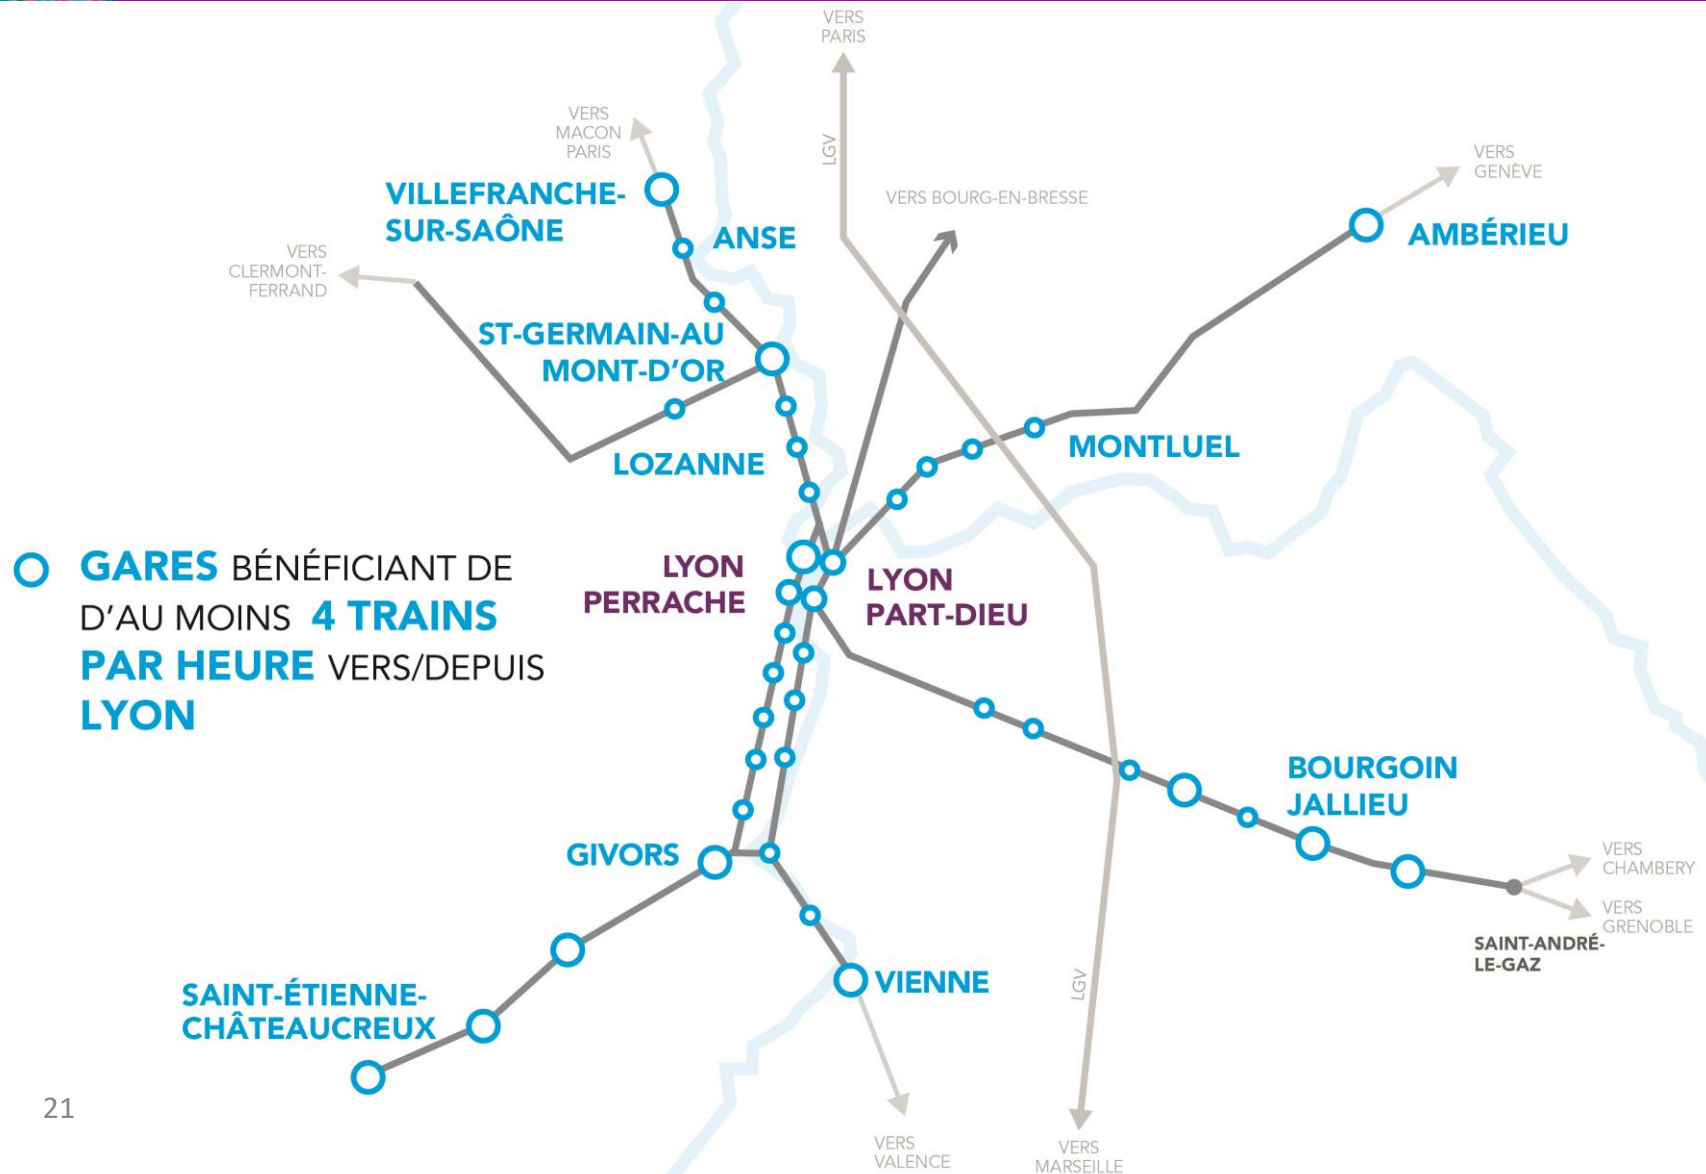 VERS
PARIS
LGV
VERS
MACON
PARIS
VERS
GENÈVE
VILLEFRANCHE-
SUR-SAÔNE
VERS BOURG-EN-BRESSE
ANSE
AMBÉRIEU
VERS
CLERMONT-
FERRAND
ST-GERMAIN-AU
MONT-D'OR
LOZANNE
MONTLUEL
GARES BÉNÉFICIANT DE
D'AU MOINS 4 TRAINS
PAR HEURE VERS/DEPUIS
LYON
LYON
PERRACHE
LYON
PART-DIEU
BOURGOIN
JALLIEU
GIVORS
VERS
CHAMBERY
VERS
GRENOBLE
SAINT-ANDRÉ-
LE-GAZ
SAINT-ÉTIENNE-
CHÂTEAUCREUX
VIENNE
LGV
21
VERS
VALENCE
VERS
MARSEILLE